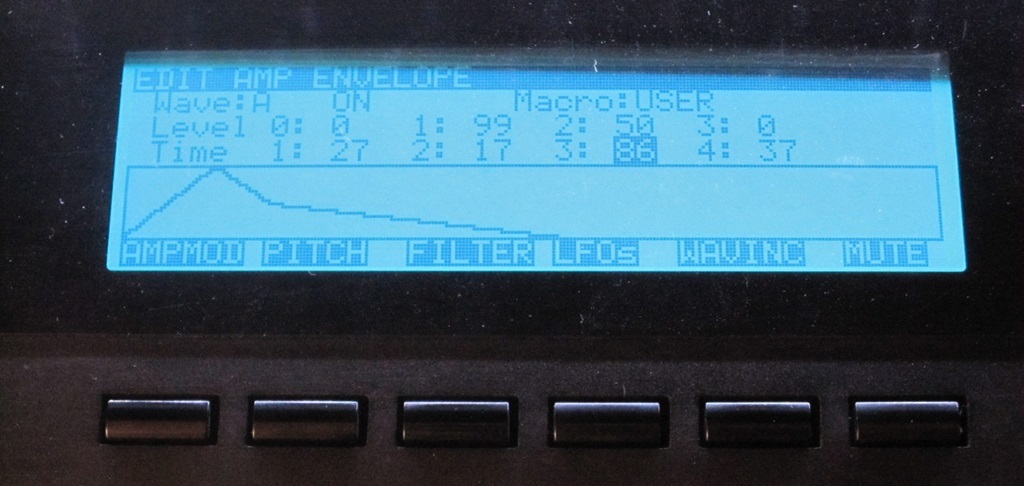 EDIT AMP ENVELOPE
Wave:A ON Macro:USER
Level 0: 0 1: 99 2: 50 3: 0
Time 1: 27 2: 17 3: 86 4: 37
AMPMOD PITCH FILTER LFOs WAVING MUTE